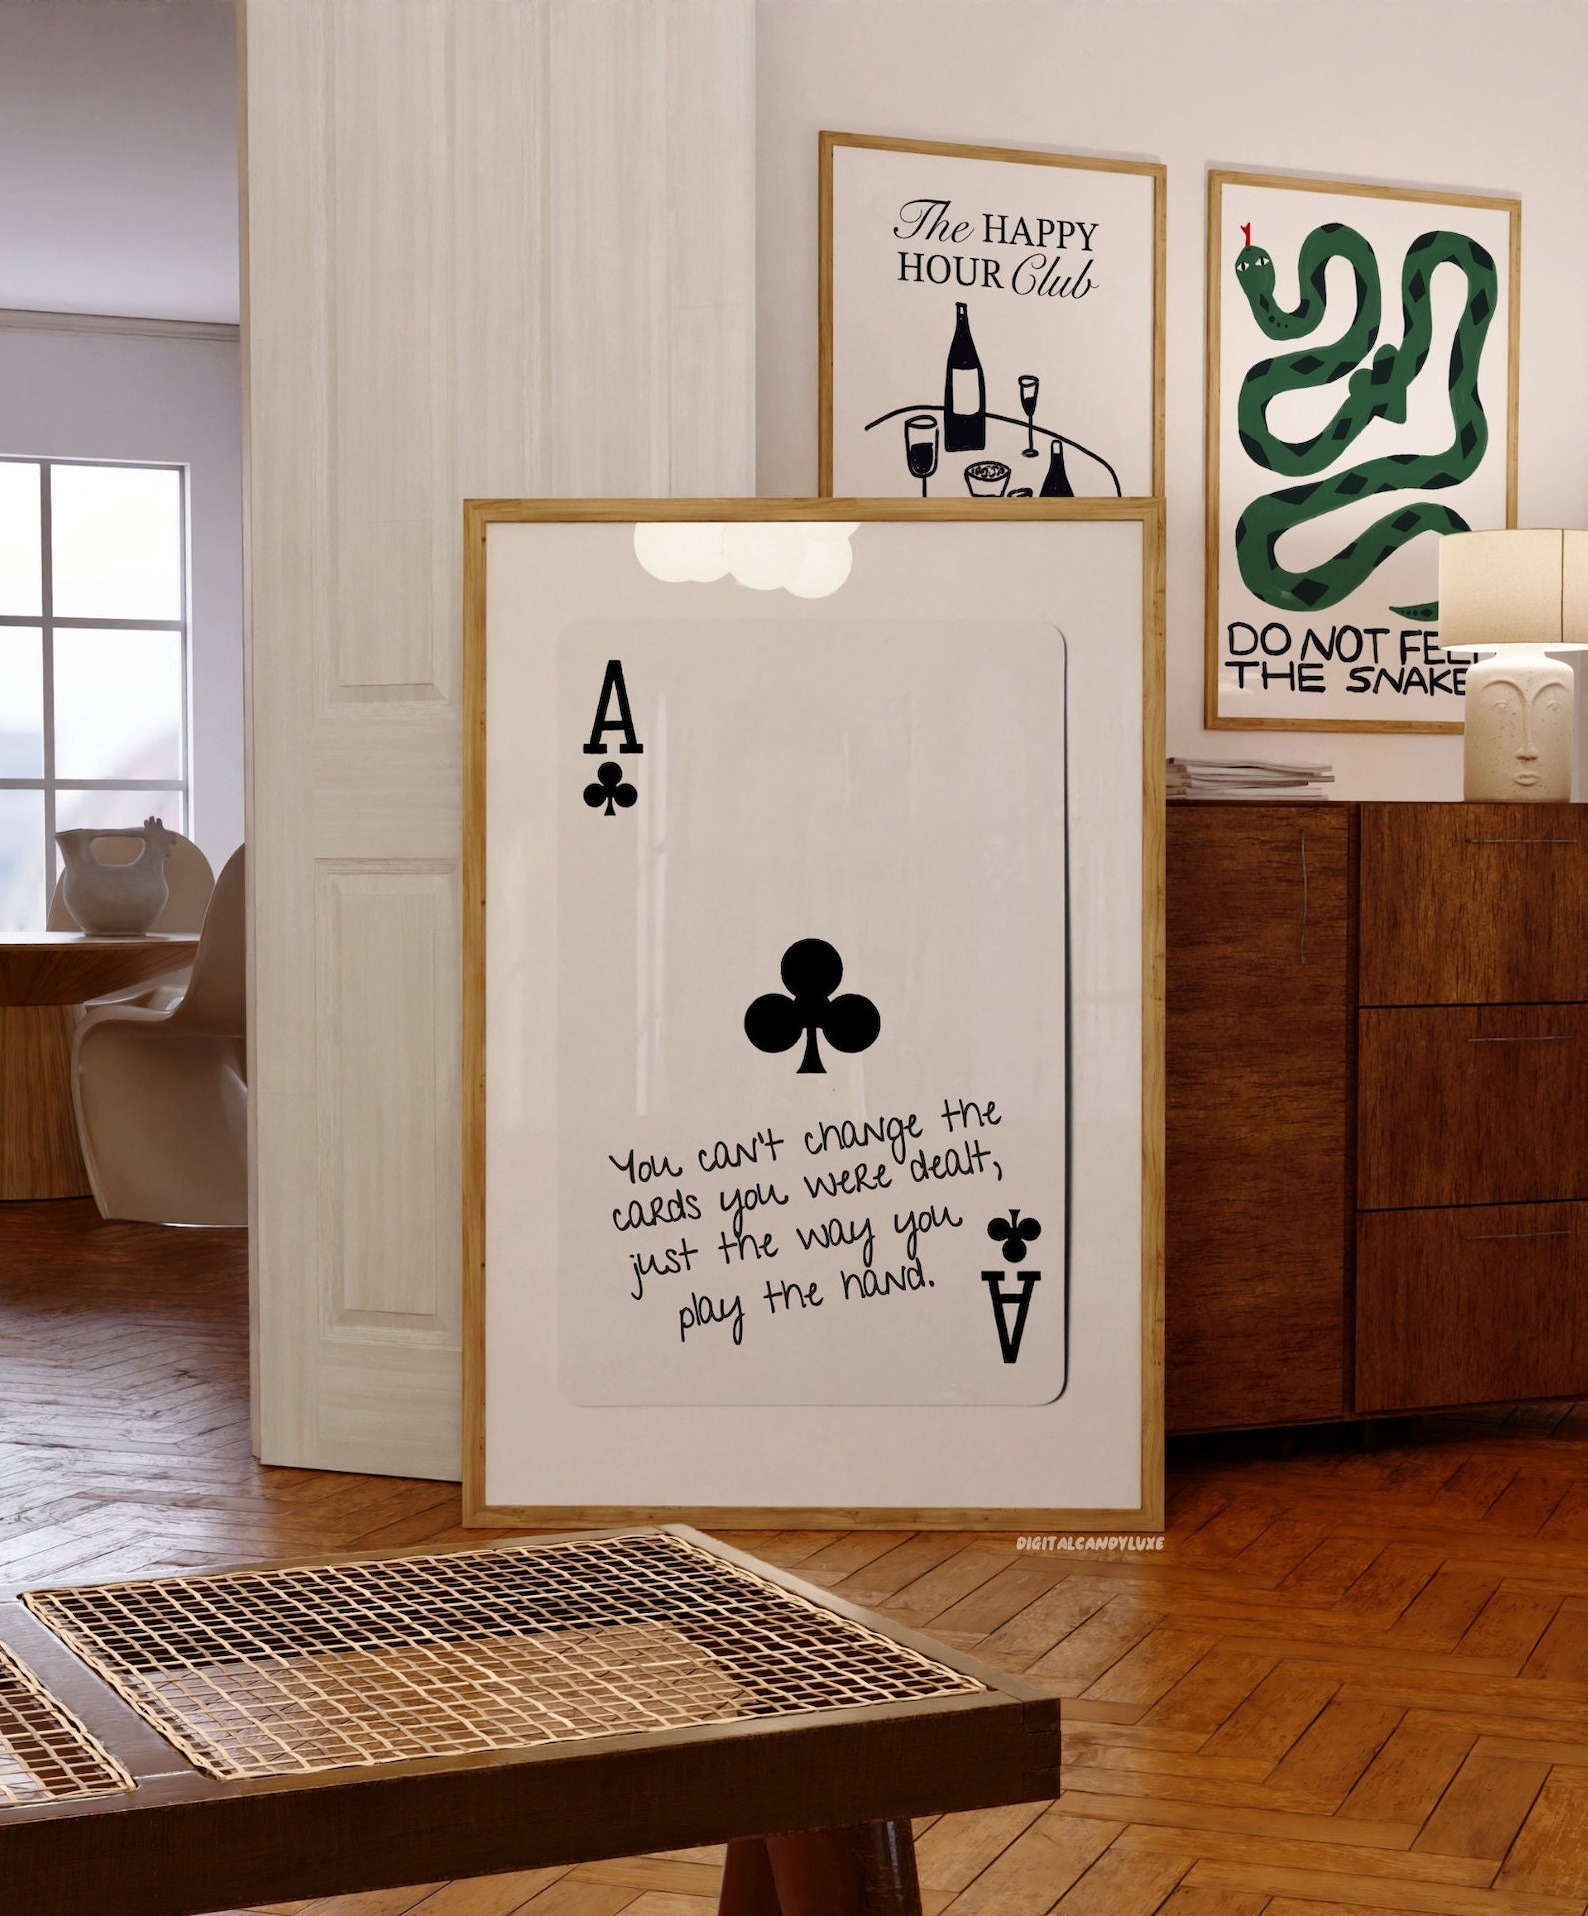 The HAPPY
HOUR Club
DO NOT
THE SNAKE
A
You can't change the
cards you were dealt,
just the way you
play the hand.
A
DIGITALCANDYLUXE